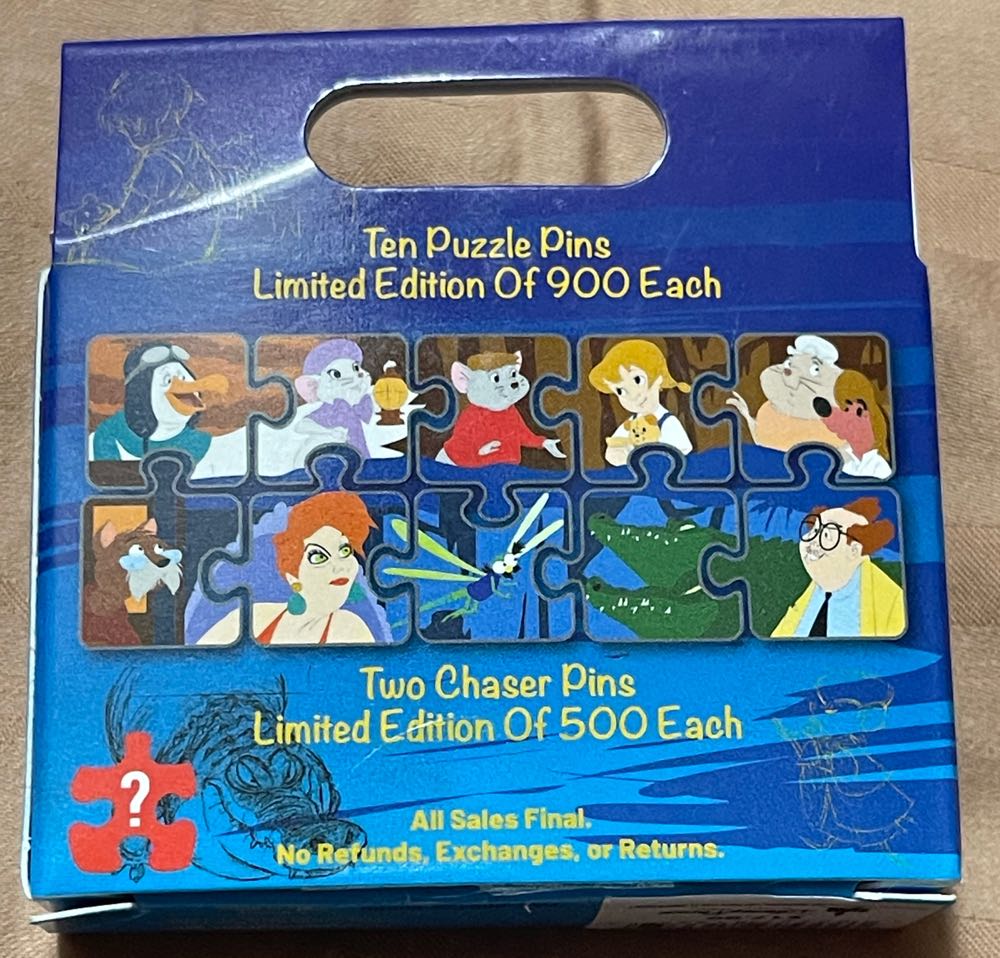 Ten Puzzle Pins
Limited Edition Of 900 Each
Two Chaser Pins
Limited Edition Of 500 Each
?
All Sales Final.
No Refunds, Exchanges, or Returns.